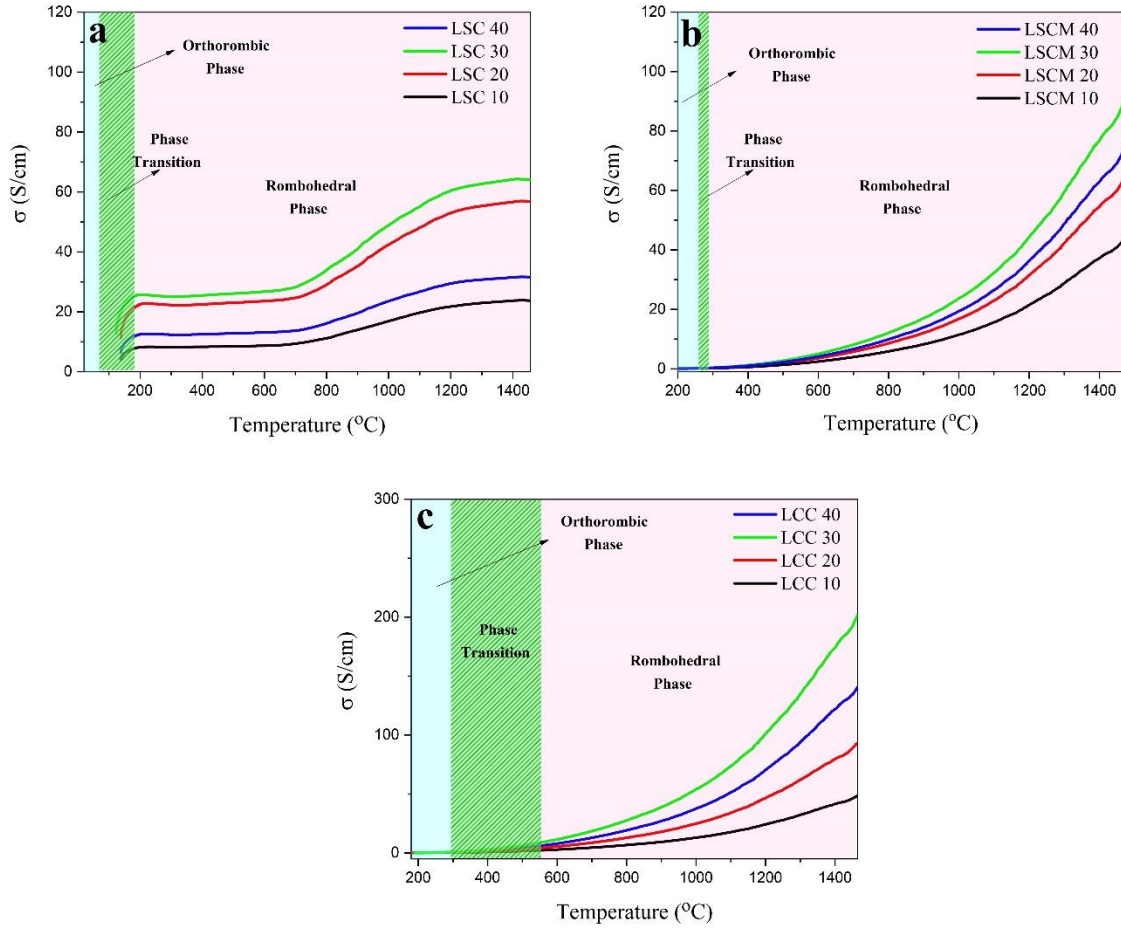 a
LSC 40
LSC 30
LSC 20
LSC 10
Orthorombic
Phase
Phase
Transition
Rombohedral
Phase
120
100
80
60
40
20
0
200 400 600 800 1000 1200 1400
σ (S/cm)
Temperature (°C)
b
LSCM 40
LSCM 30
LSCM 20
LSCM 10
Orthorombic
Phase
Phase
Transition
Rombohedral
Phase
120
100
80
60
40
20
0
200 400 600 800 1000 1200 1400
σ (S/cm)
Temperature (°C)
c
LCC 40
LCC 30
LCC 20
LCC 10
Orthorombic
Phase
Phase
Transition
Rombohedral
Phase
300
200
100
0
200 400 600 800 1000 1200 1400
σ (S/cm)
Temperature (°C)